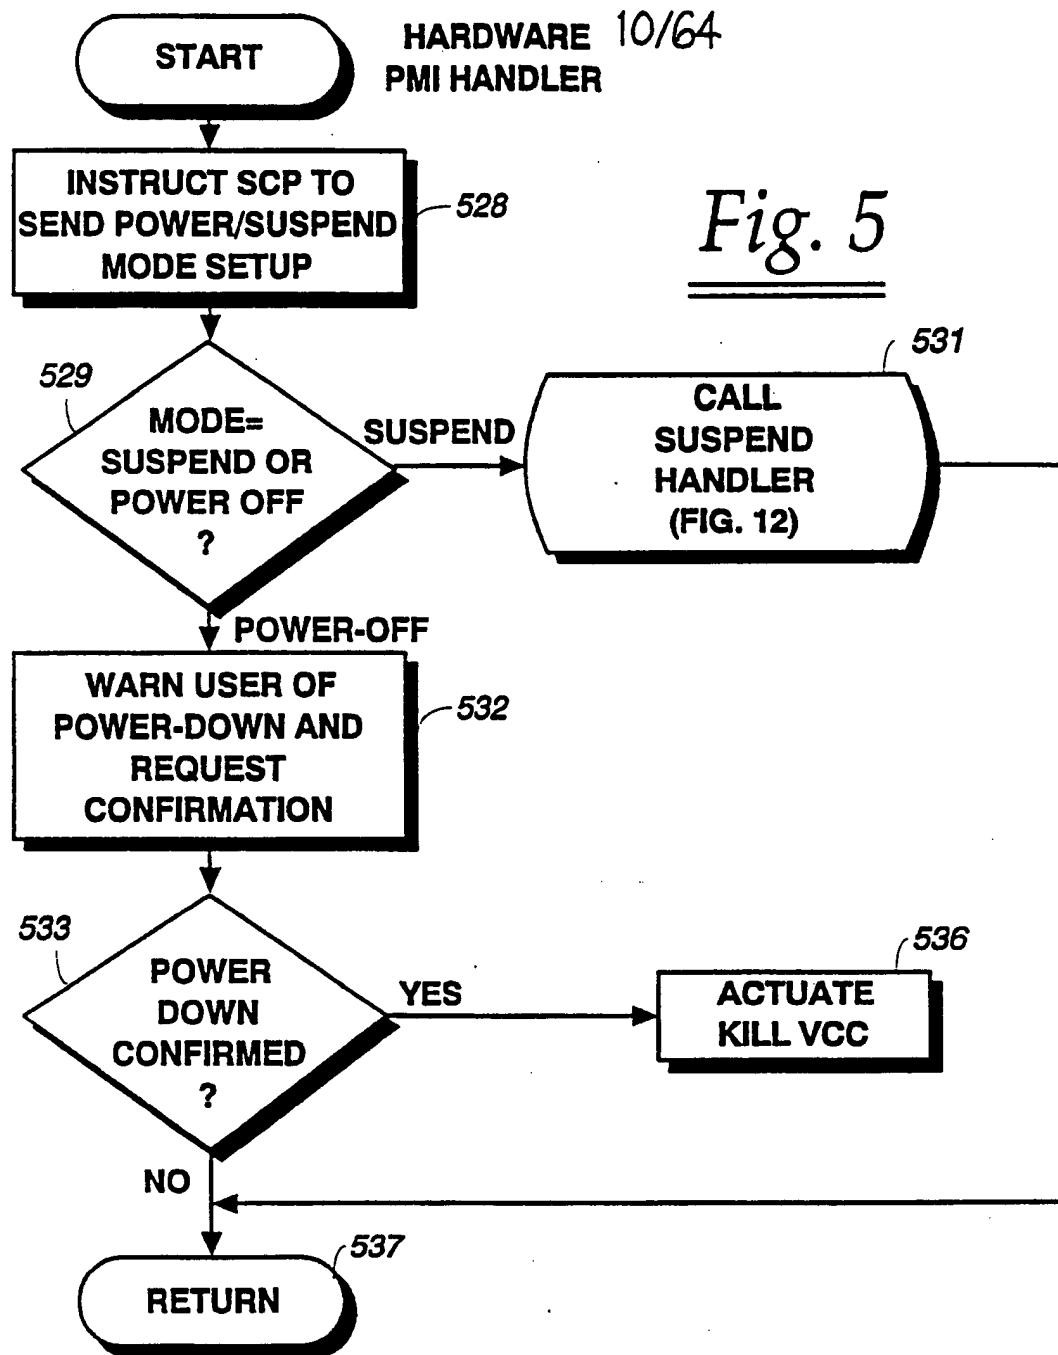 START
HARDWARE 10/64
PMI HANDLER
INSTRUCT SCP TO
SEND POWER/SUSPEND
MODE SETUP
528
Fig. 5
529
MODE=
SUSPEND OR
POWER OFF
?
SUSPEND
531
CALL
SUSPEND
HANDLER
(FIG. 12)
POWER-OFF
WARN USER OF
POWER-DOWN AND
REQUEST
CONFIRMATION
532
533
POWER
DOWN
CONFIRMED
?
YES
536
ACTUATE
KILL VCC
NO
537
RETURN